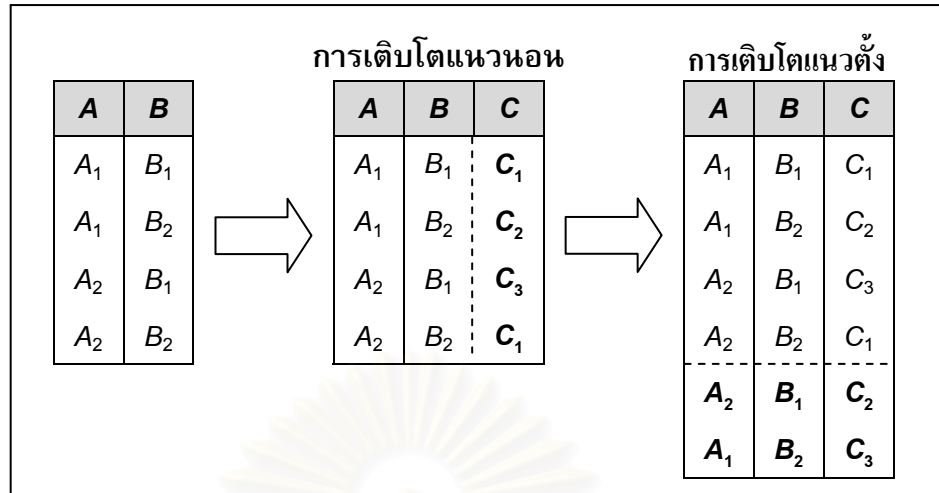 การเติบโตแนวนอน การเติบโตแนวตั้ง
A B A B C A B C
A₁ B₁ A₁ B₁ C₁ A₁ B₁ C₁
A₁ B₂ A₁ B₂ C₂ A₁ B₂ C₂
A₂ B₁ A₂ B₁ C₃ A₂ B₁ C₃
A₂ B₂ A₂ B₂ C₁ A₂ B₂ C₁
A₂ B₁ C₂
A₁ B₂ C₃